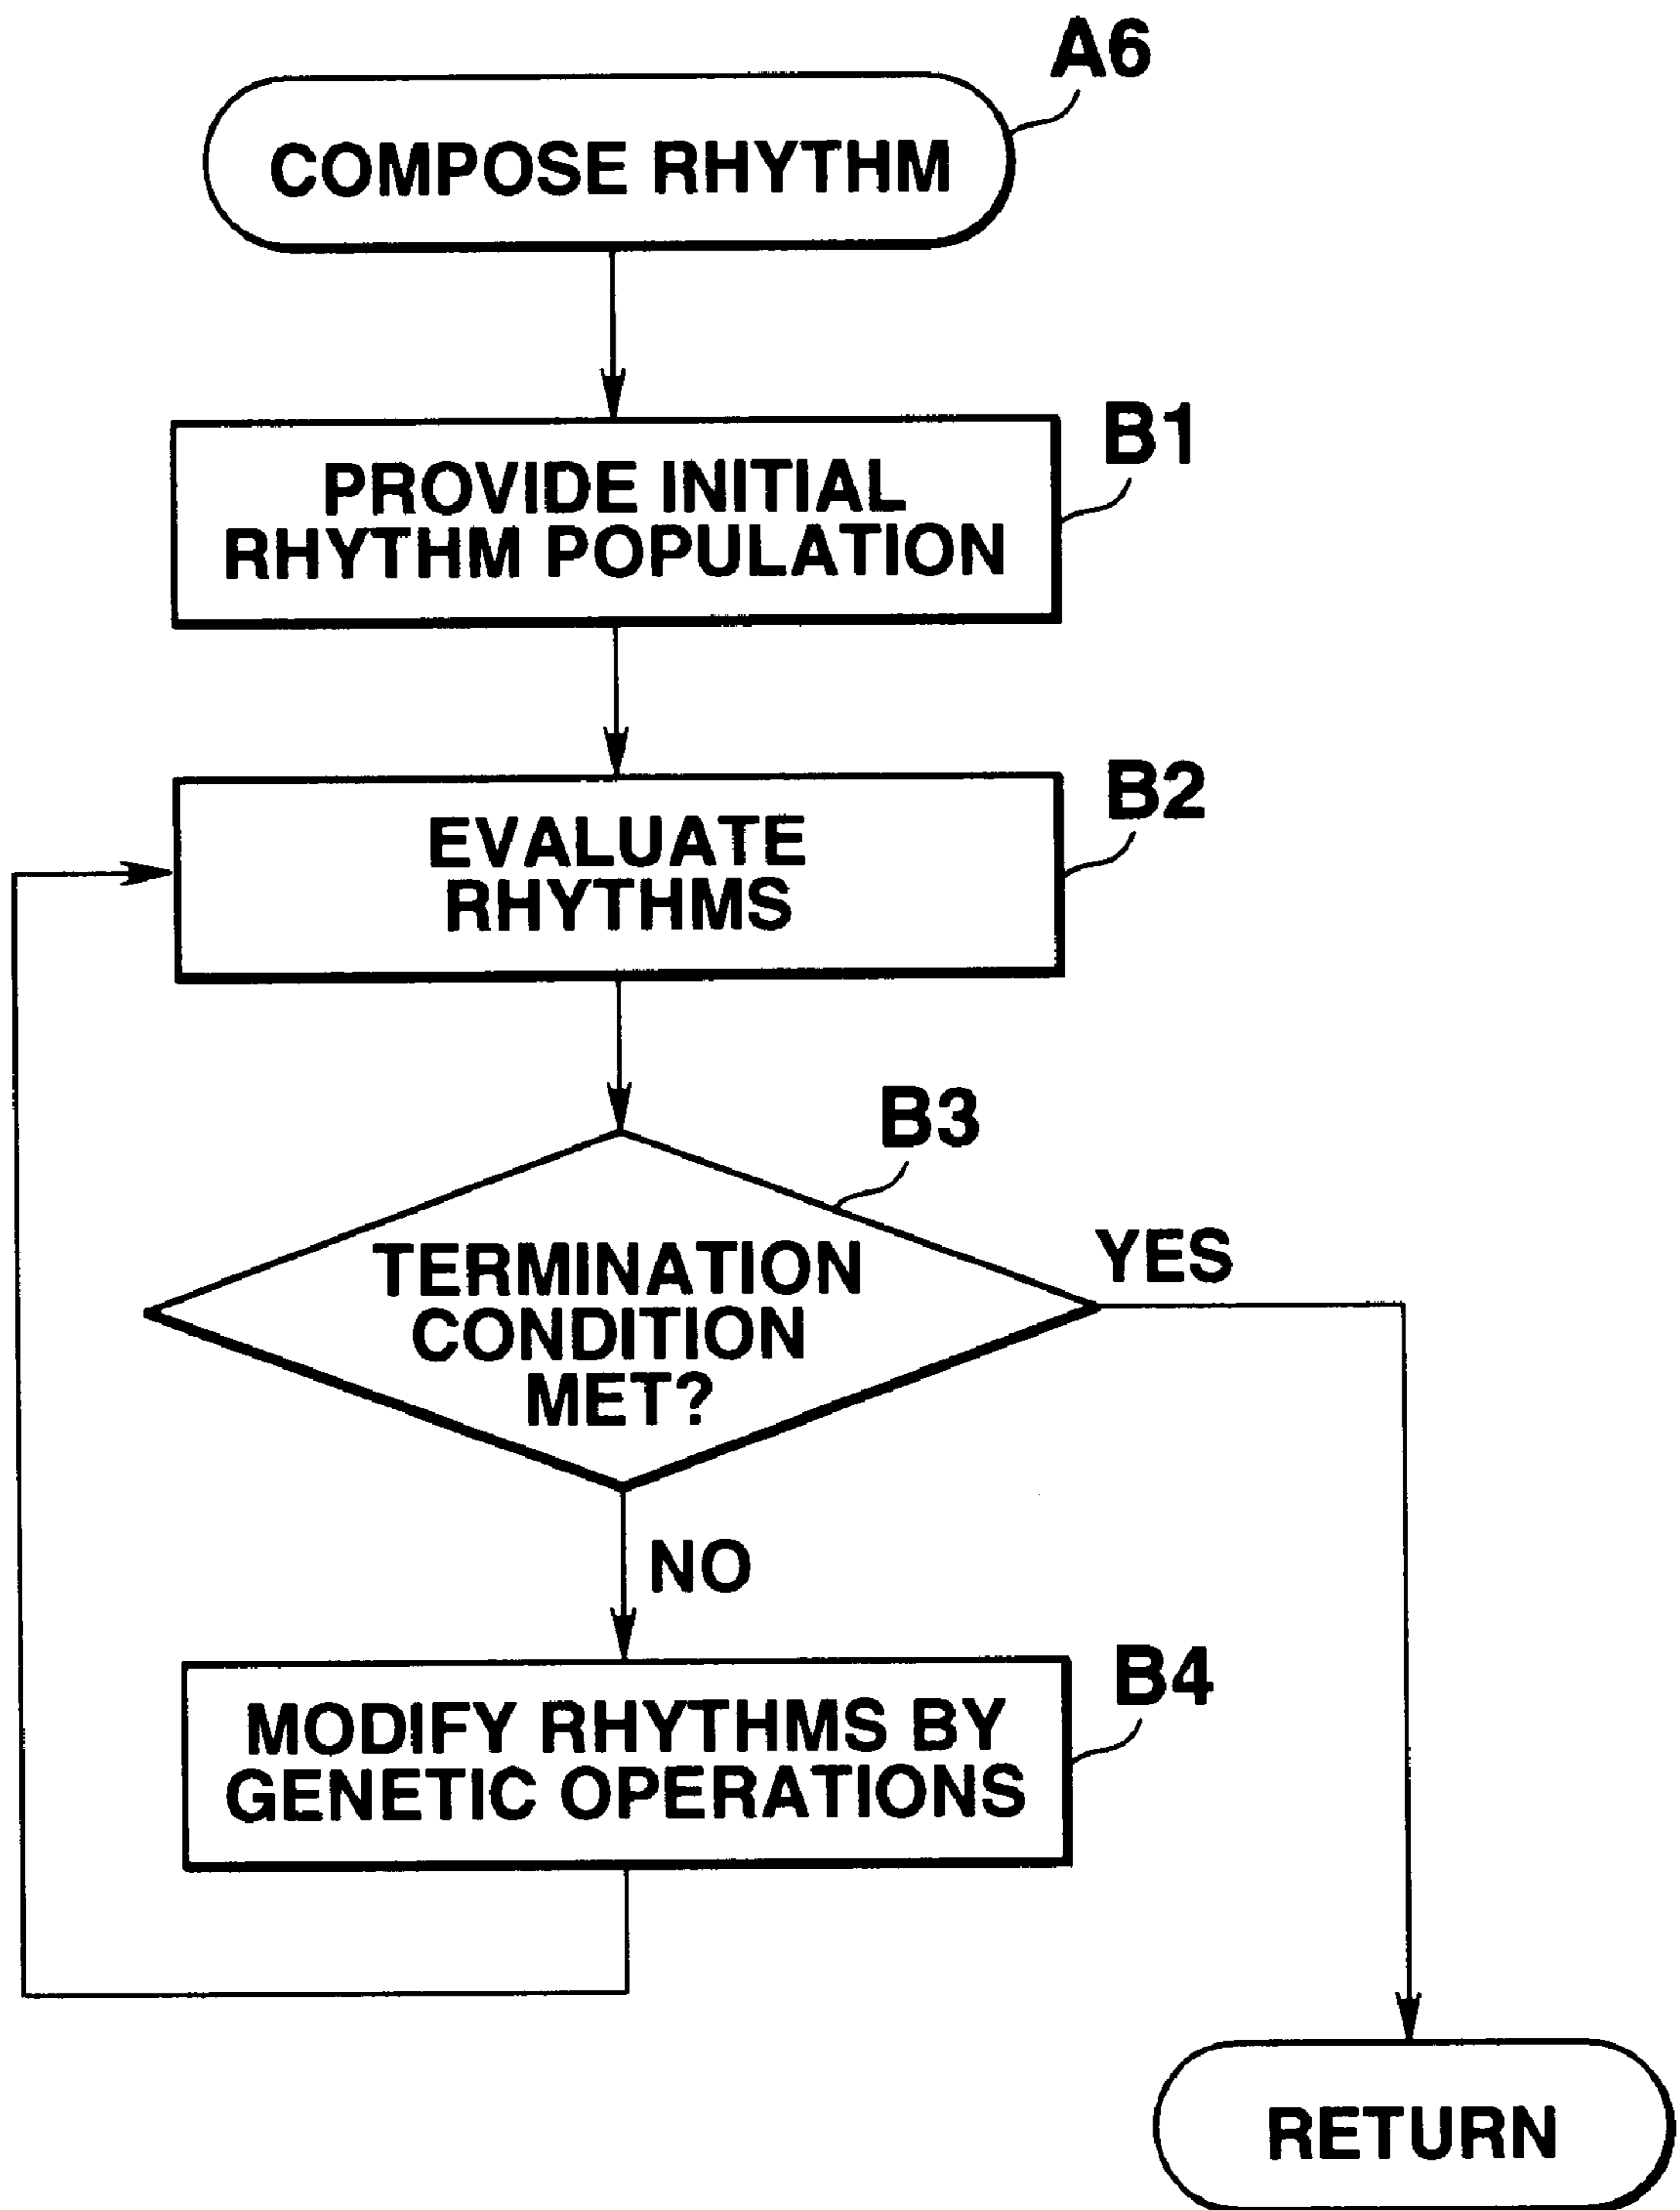 A6
COMPOSE RHYTHM
B1
PROVIDE INITIAL
RHYTHM POPULATION
B2
EVALUATE
RHYTHMS
B3
TERMINATION
CONDITION
MET?
YES
NO
B4
MODIFY RHYTHMS BY
GENETIC OPERATIONS
RETURN